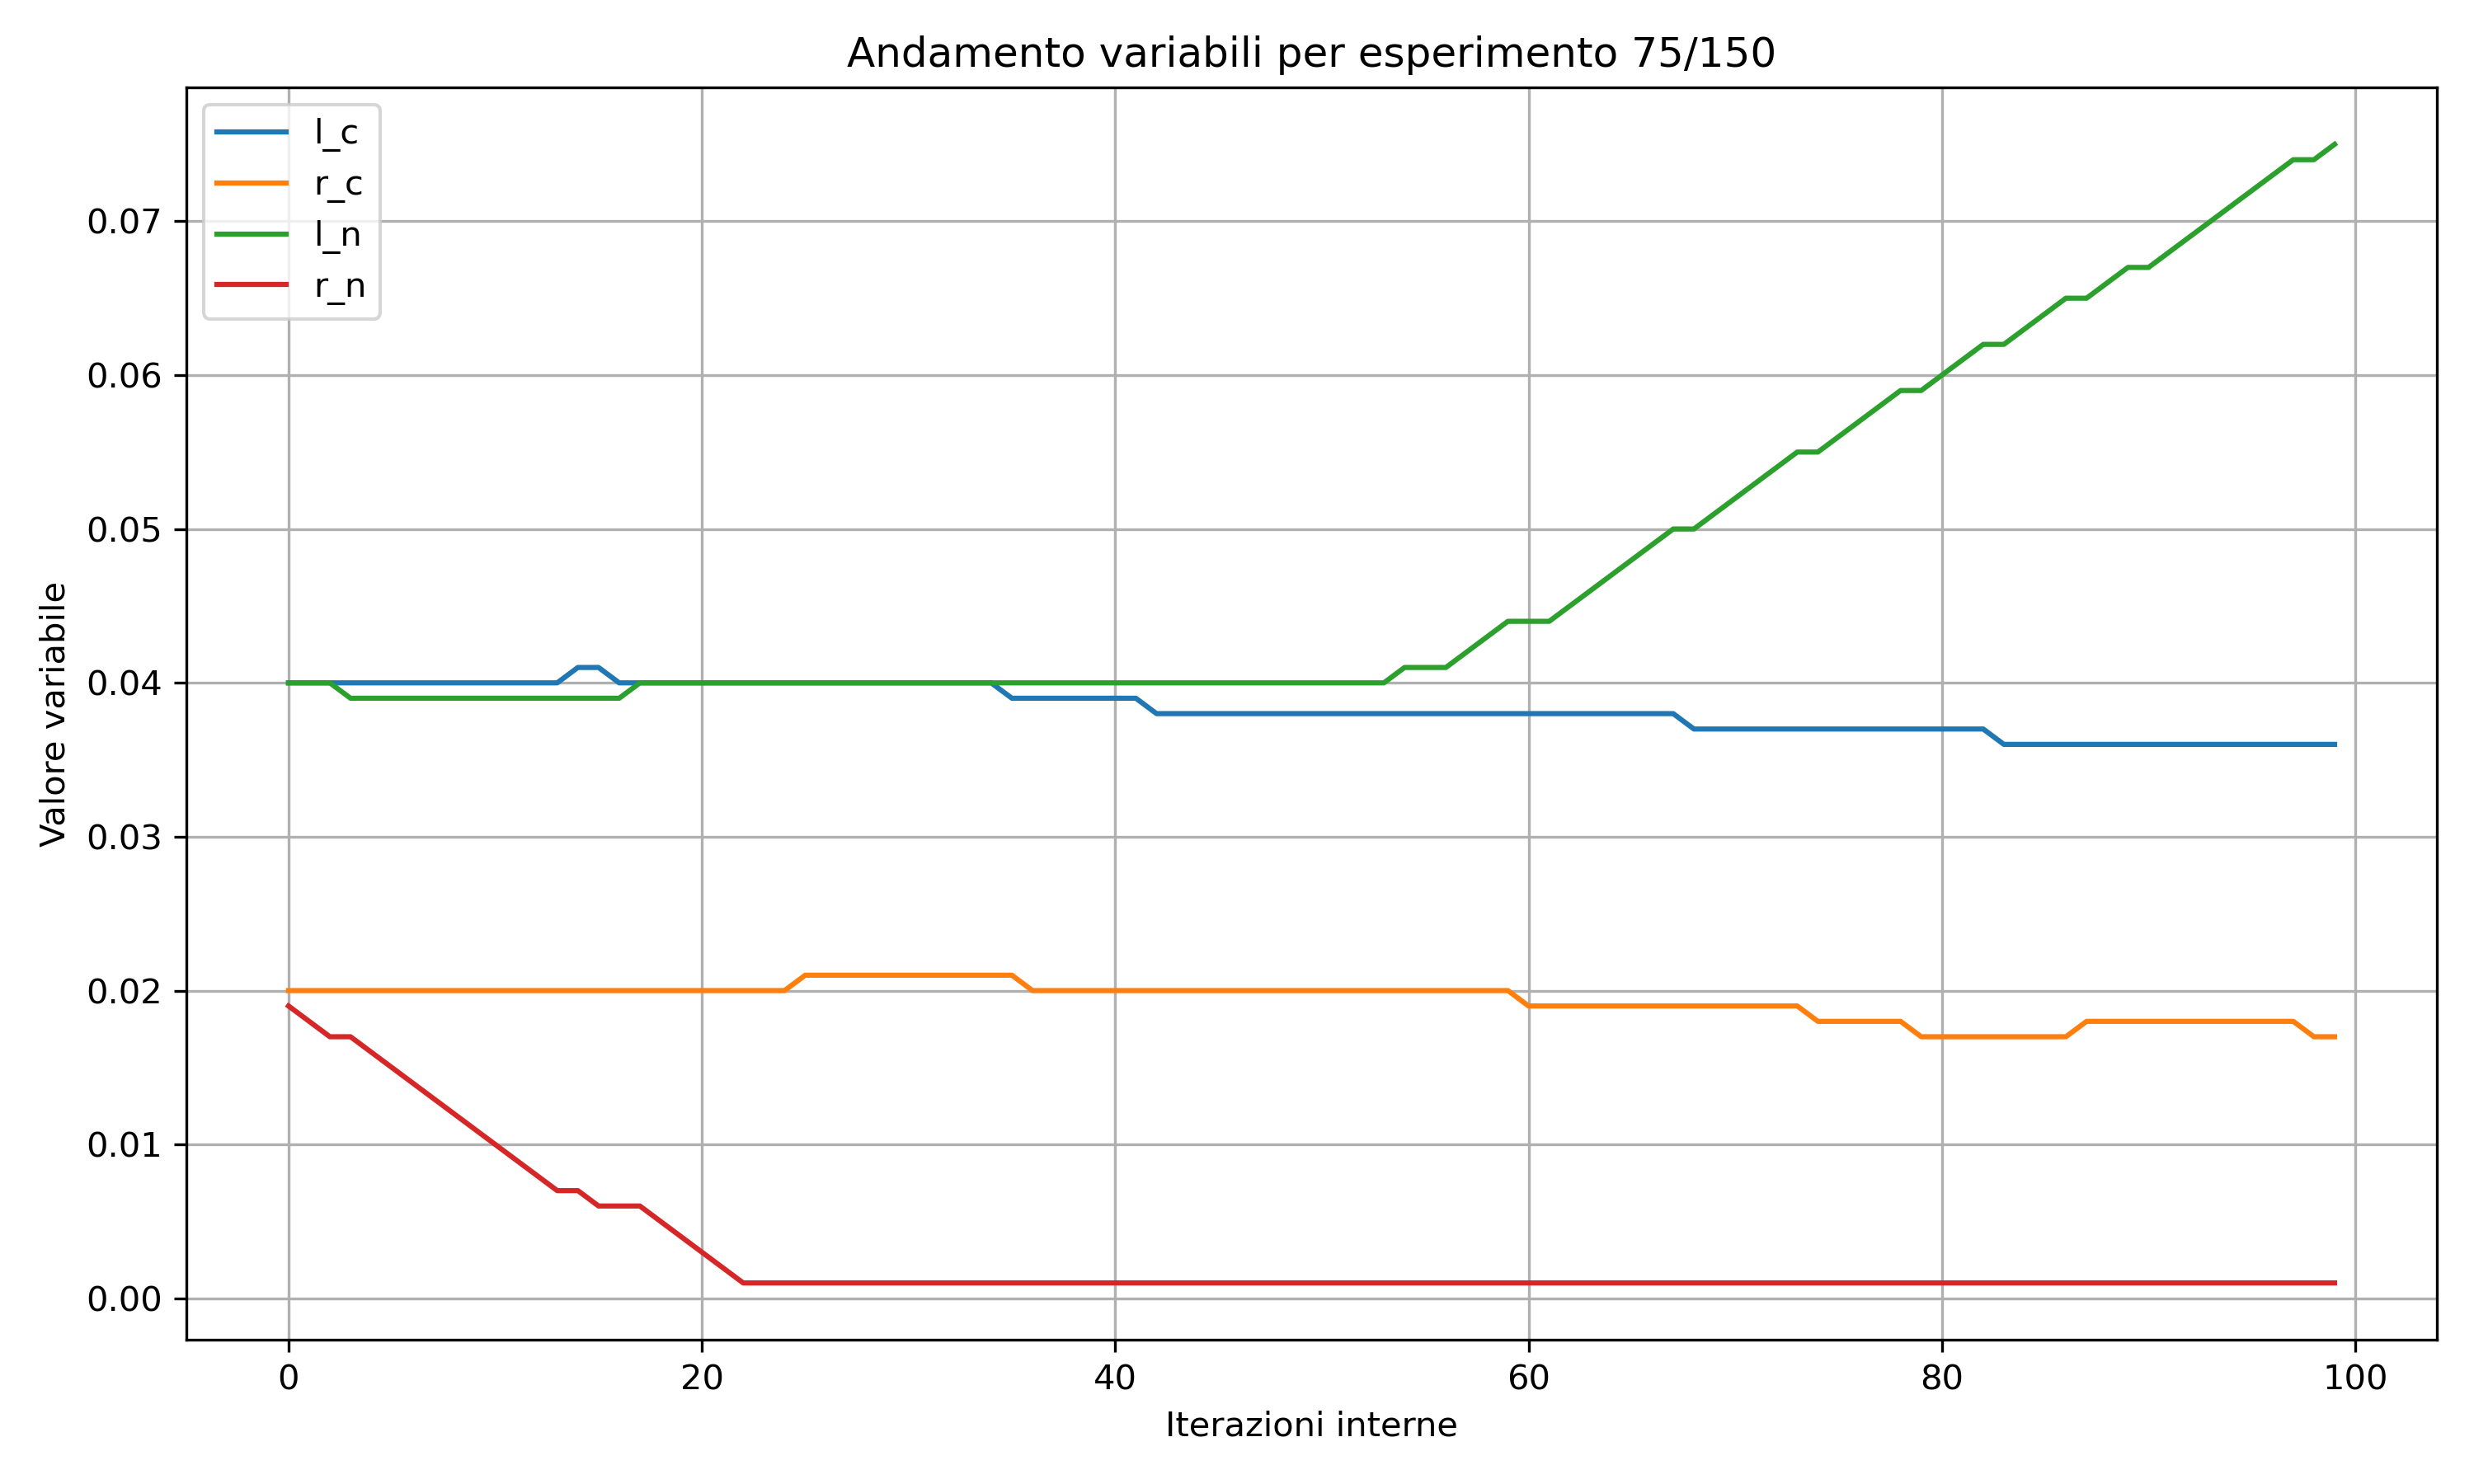 Andamento variabili per esperimento 75/150
l_c
r_c
l_n
r_n
Valore variabile
0.07
0.06
0.05
0.04
0.03
0.02
0.01
0.00
0 20 40 60 80 100
Iterazioni interne